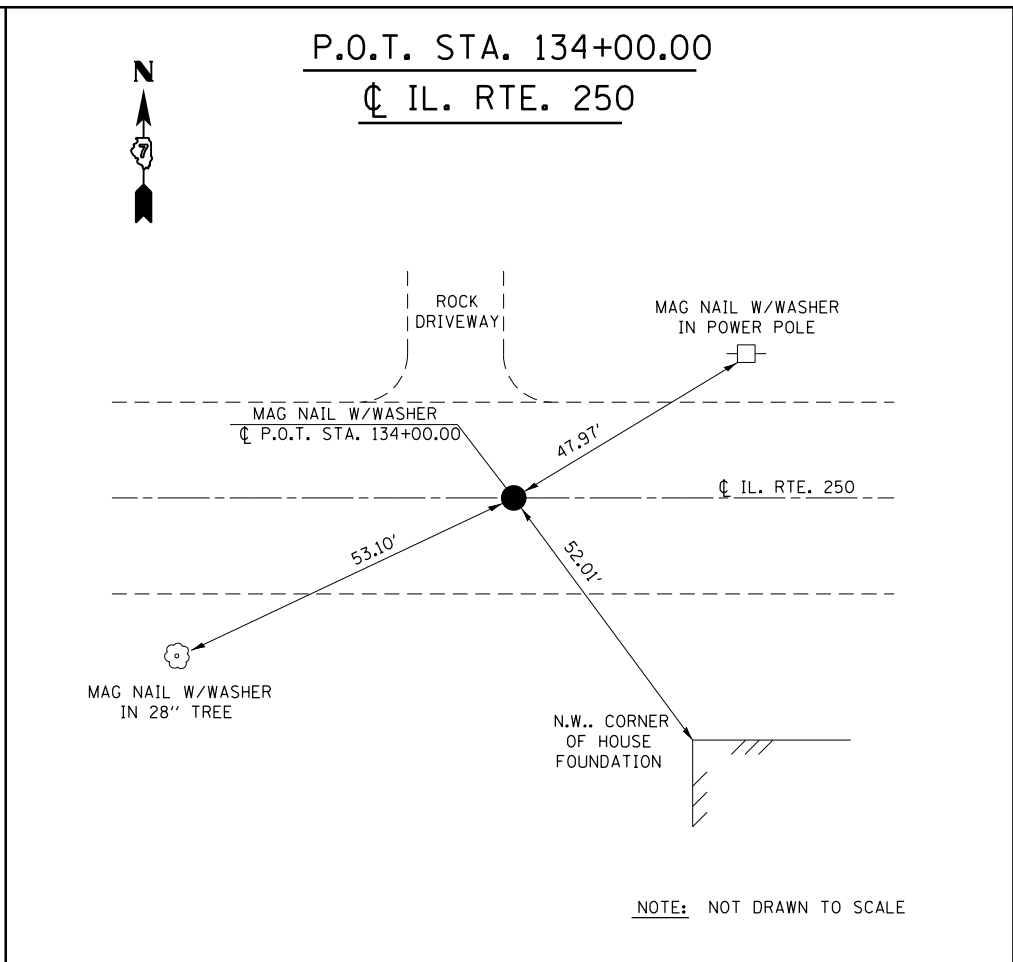 P.O.T. STA. 134+00.00
℄ IL. RTE. 250
N
7
ROCK
DRIVEWAY
MAG NAIL W/WASHER
IN POWER POLE
MAG NAIL W/WASHER
℄ P.O.T. STA. 134+00.00
47.97'
℄ IL. RTE. 250
53.10'
52.01'
MAG NAIL W/WASHER
IN 28'' TREE
N.W.. CORNER
OF HOUSE
FOUNDATION
NOTE: NOT DRAWN TO SCALE